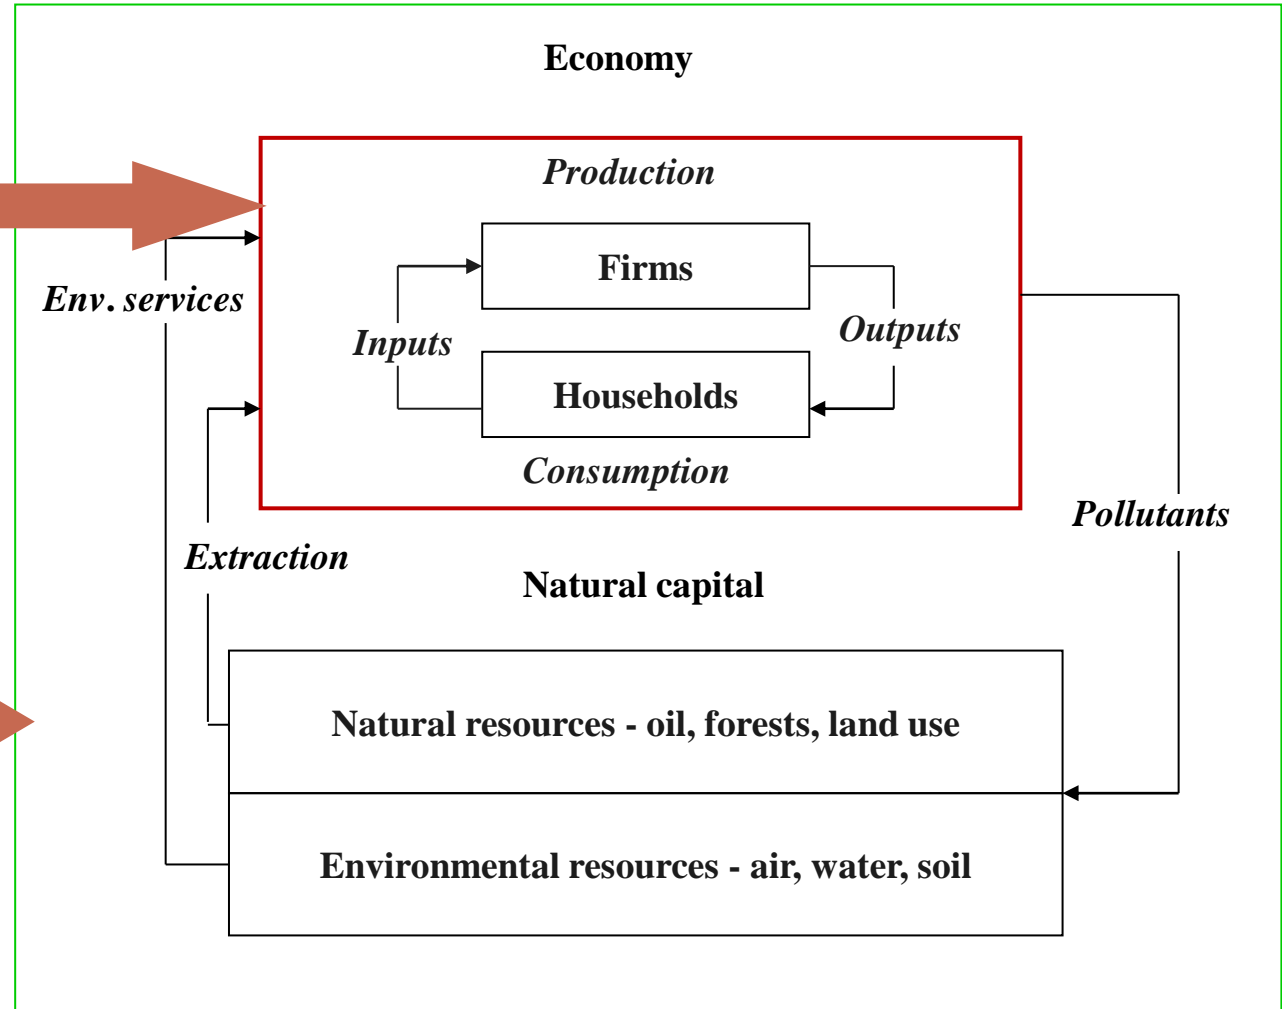 Economy
Production
Firms
Env. services
Inputs
Outputs
Households
Consumption
Pollutants
Extraction
Natural capital
Natural resources - oil, forests, land use
Environmental resources - air, water, soil